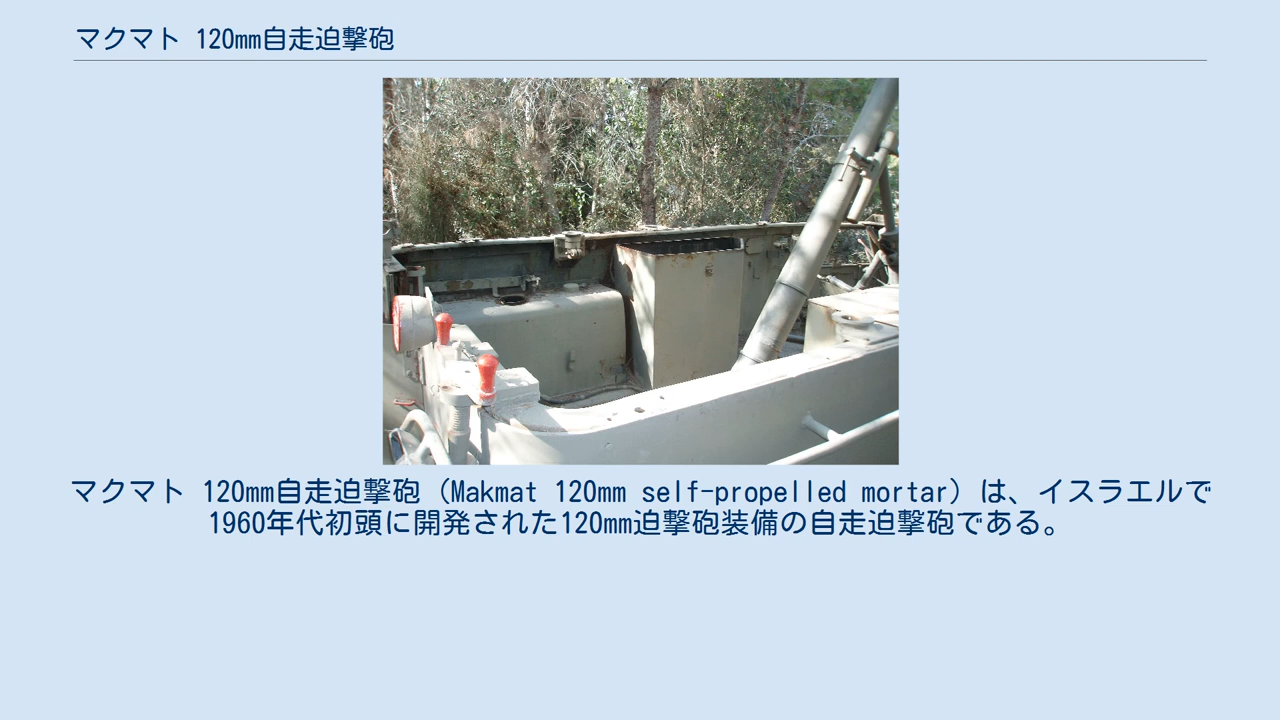 マクマト 120mm自走迫撃砲
マクマト 120mm自走迫撃砲（Makmat 120mm self-propelled mortar）は、イスラエルで
1960年代初頭に開発された120mm迫撃砲装備の自走迫撃砲である。